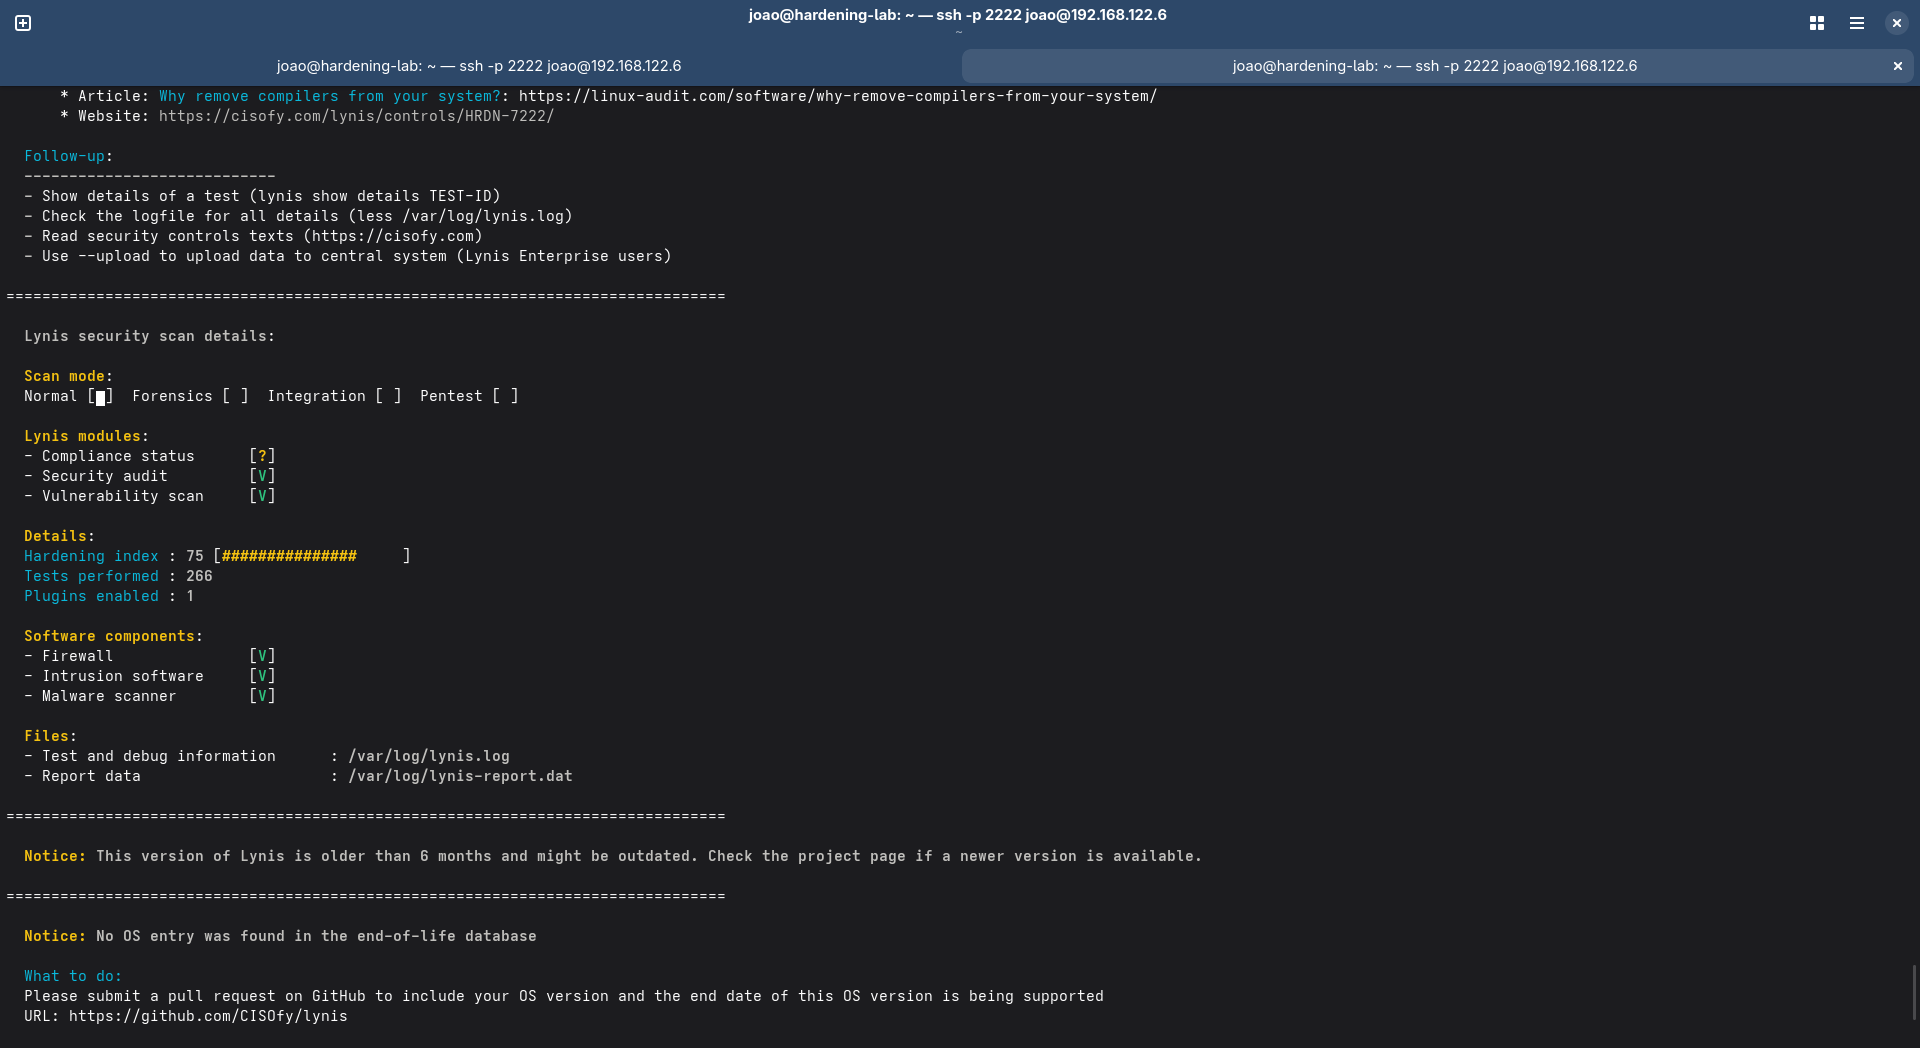 joao@hardening-lab: ~ — ssh -p 2222 joao@192.168.122.6
~
joao@hardening-lab: ~ — ssh -p 2222 joao@192.168.122.6
joao@hardening-lab: ~ — ssh -p 2222 joao@192.168.122.6
* Article: Why remove compilers from your system?: https://linux-audit.com/software/why-remove-compilers-from-your-system/
* Website: https://cisofy.com/lynis/controls/HRDN-7222/
Follow-up:
----------------------------
- Show details of a test (lynis show details TEST-ID)
- Check the logfile for all details (less /var/log/lynis.log)
- Read security controls texts (https://cisofy.com)
- Use --upload to upload data to central system (Lynis Enterprise users)
================================================================================
Lynis security scan details:
Scan mode:
Normal [■]  Forensics [ ]  Integration [ ]  Pentest [ ]
Lynis modules:
- Compliance status      [?]
- Security audit         [V]
- Vulnerability scan     [V]
Details:
Hardening index : 75 [###############     ]
Tests performed : 266
Plugins enabled : 1
Software components:
- Firewall               [V]
- Intrusion software     [V]
- Malware scanner        [V]
Files:
- Test and debug information      : /var/log/lynis.log
- Report data                     : /var/log/lynis-report.dat
================================================================================
Notice: This version of Lynis is older than 6 months and might be outdated. Check the project page if a newer version is available.
================================================================================
Notice: No OS entry was found in the end-of-life database
What to do:
Please submit a pull request on GitHub to include your OS version and the end date of this OS version is being supported
URL: https://github.com/CISOfy/lynis